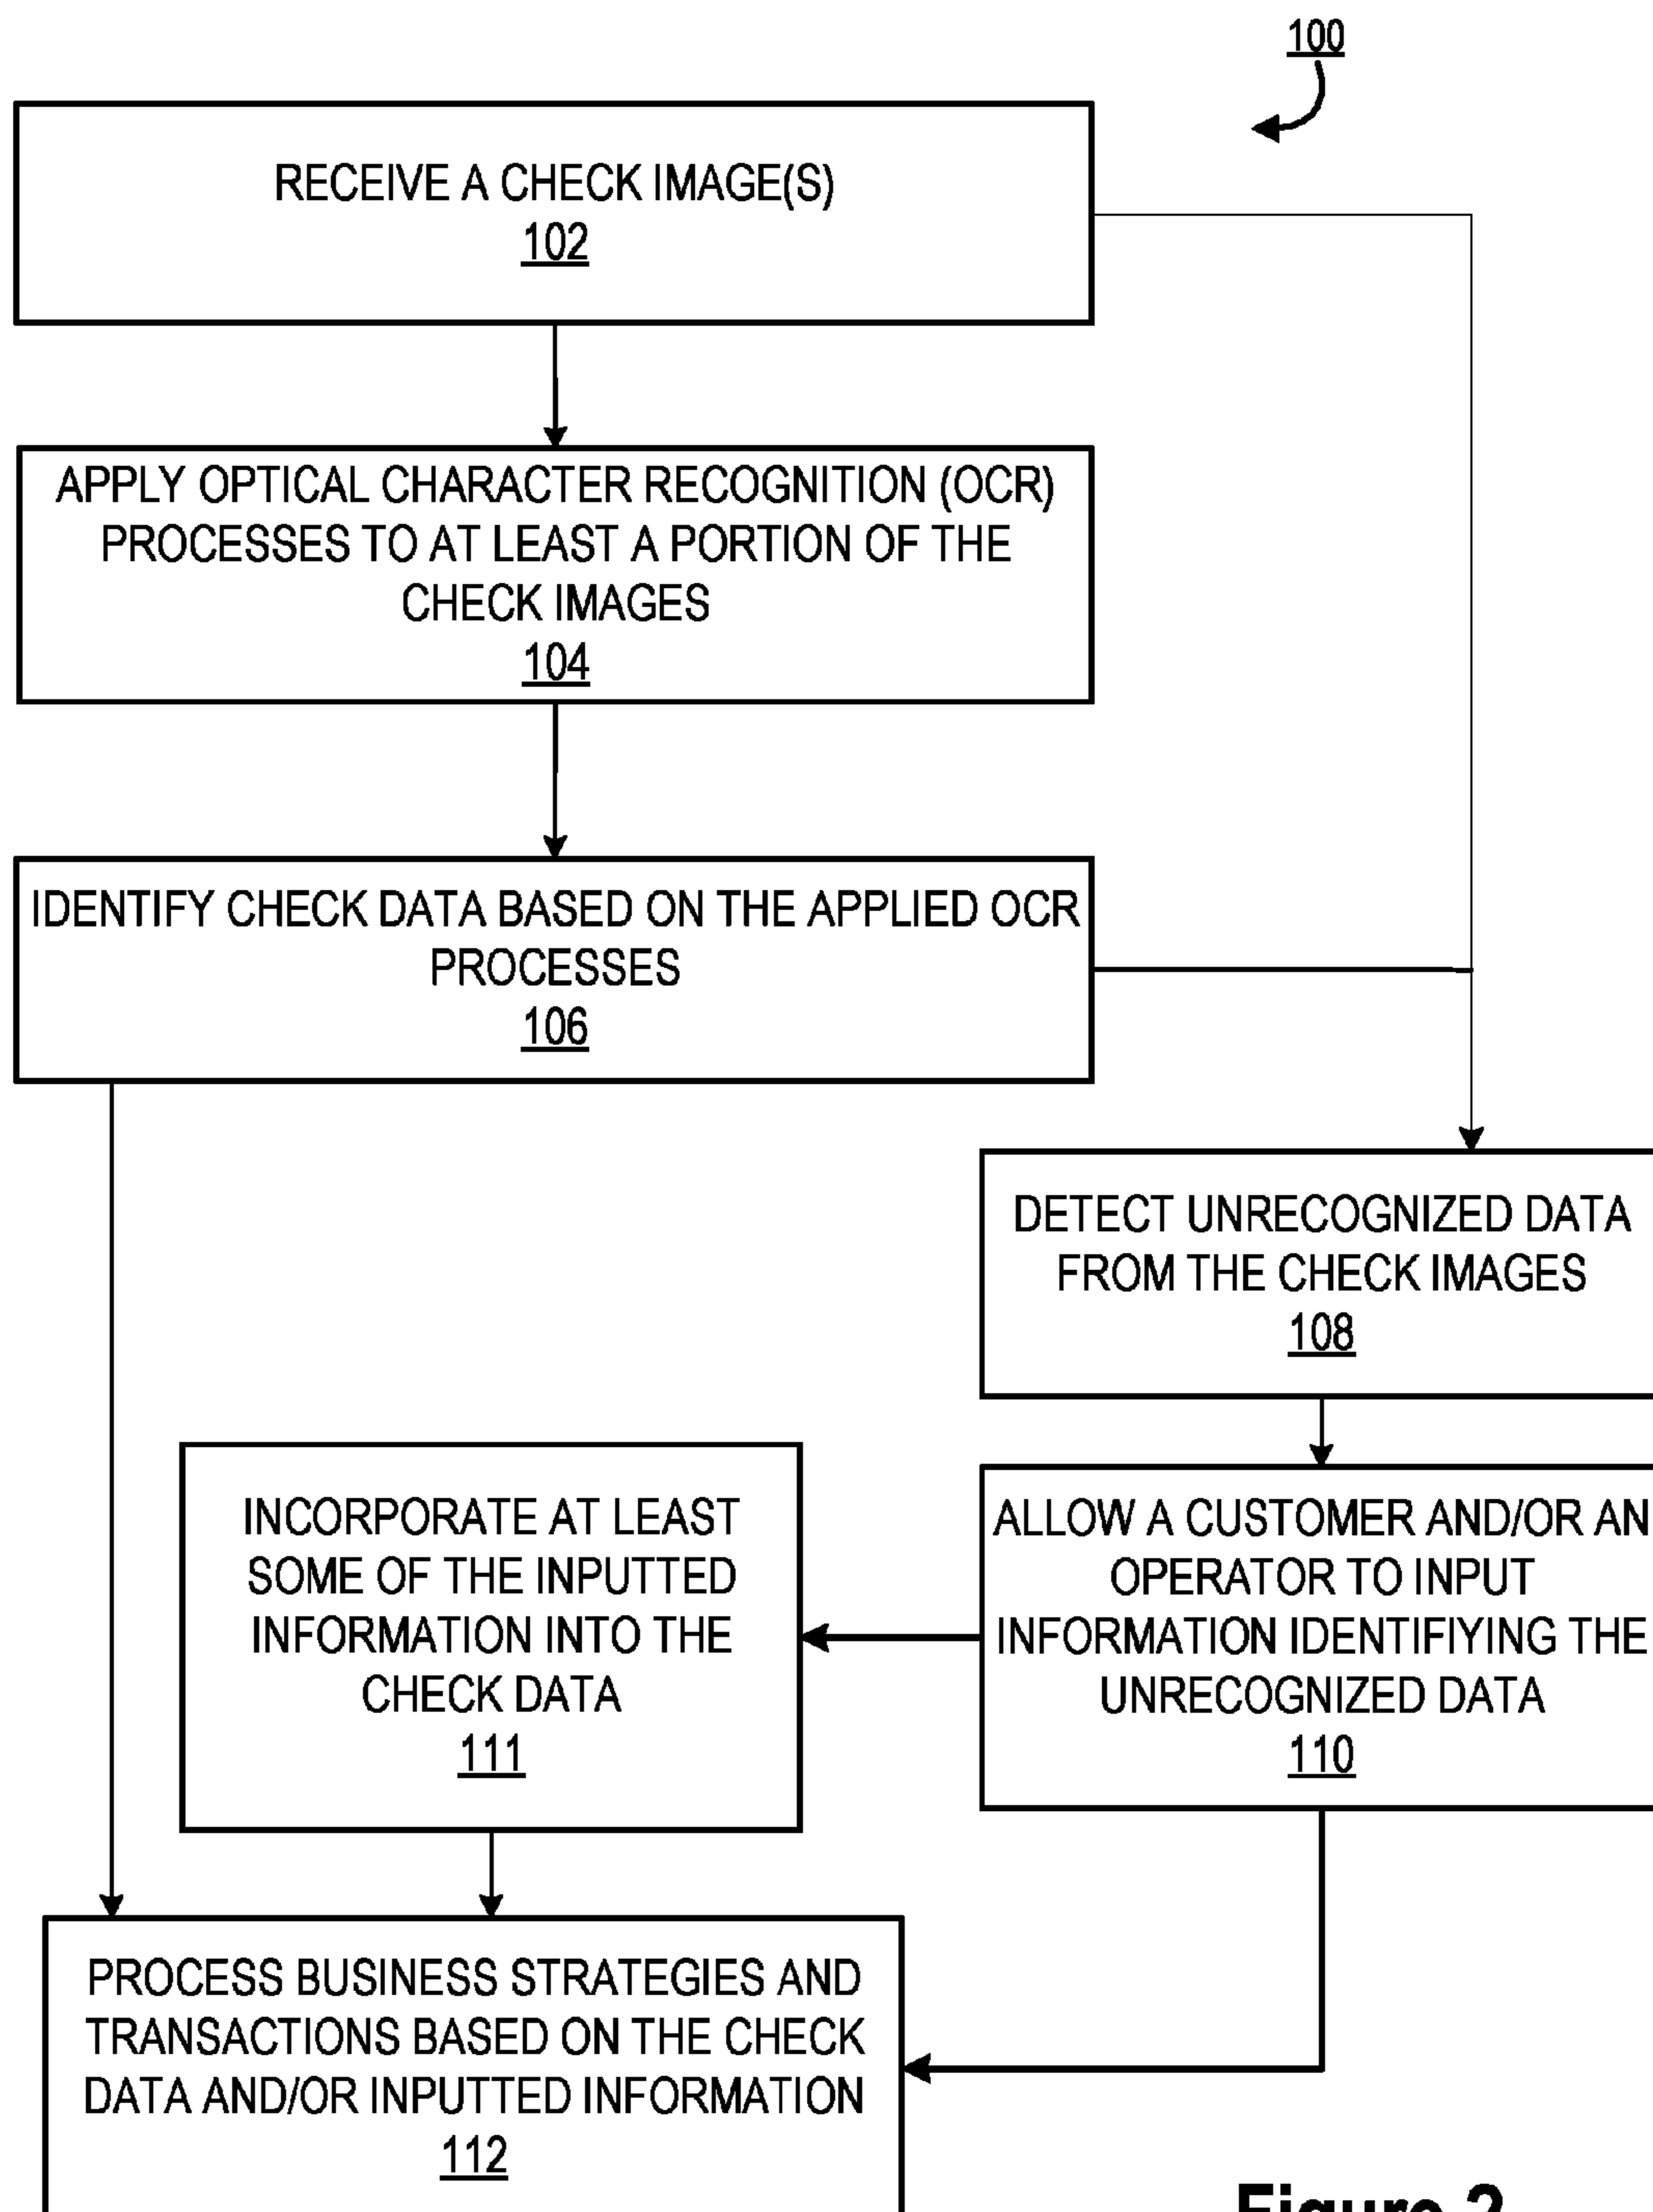 100
RECEIVE A CHECK IMAGE(S)
102
APPLY OPTICAL CHARACTER RECOGNITION (OCR)
PROCESSES TO AT LEAST A PORTION OF THE
CHECK IMAGES
104
IDENTIFY CHECK DATA BASED ON THE APPLIED OCR
PROCESSES
106
DETECT UNRECOGNIZED DATA
FROM THE CHECK IMAGES
108
ALLOW A CUSTOMER AND/OR AN
OPERATOR TO INPUT
INFORMATION IDENTIFIYING THE
UNRECOGNIZED DATA
110
INCORPORATE AT LEAST
SOME OF THE INPUTTED
INFORMATION INTO THE
CHECK DATA
111
PROCESS BUSINESS STRATEGIES AND
TRANSACTIONS BASED ON THE CHECK
DATA AND/OR INPUTTED INFORMATION
112
Figure 2